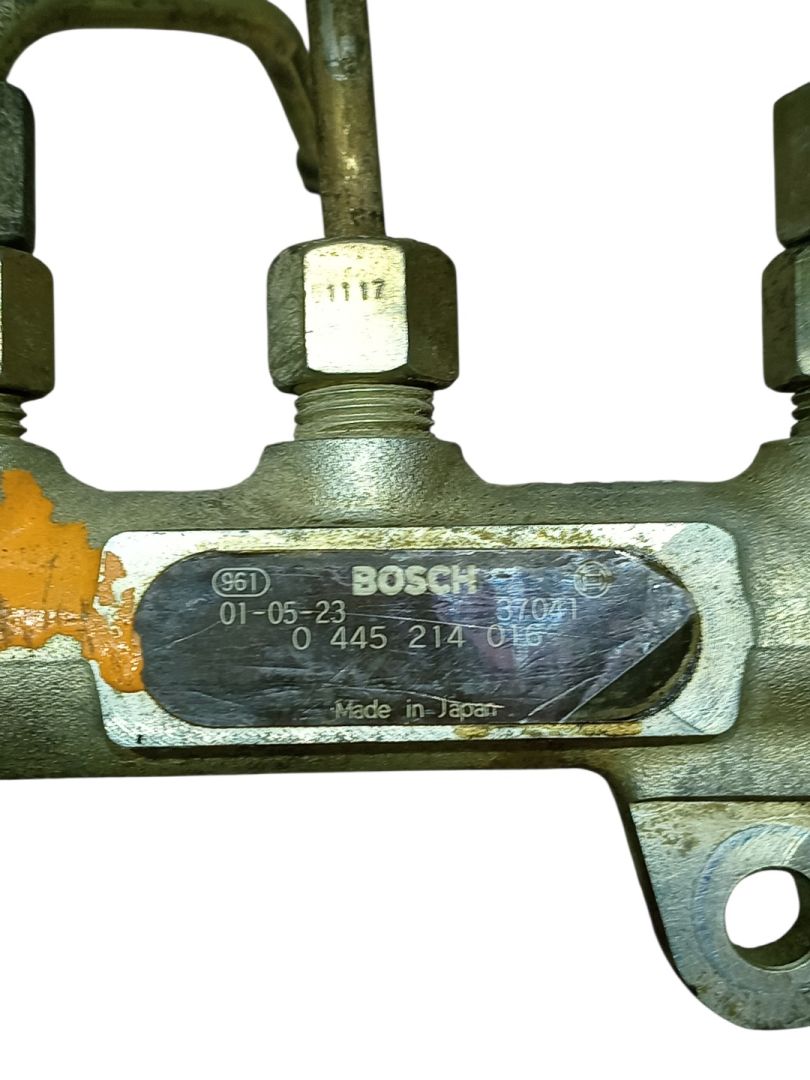 1117
961 BOSCH
01-05-23 37041
0 445 214 016
Made in Japan